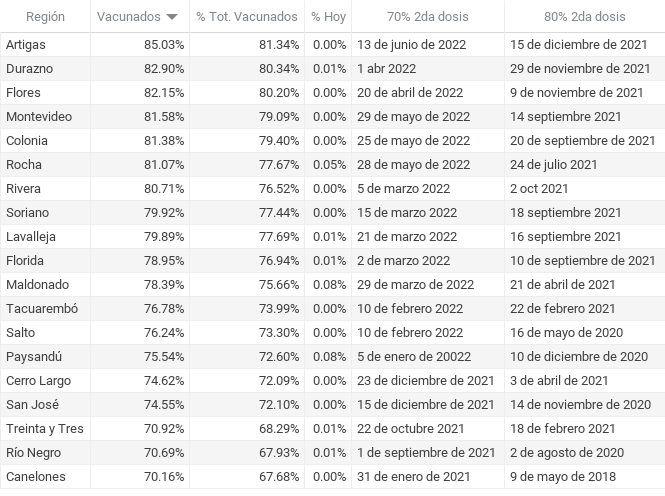 Región Vacunados % Tot. Vacunados % Hoy 70% 2da dosis 80% 2da dosis
Artigas 85.03% 81.34% 0.00% 13 de junio de 2022 15 de diciembre de 2021
Durazno 82.90% 80.34% 0.01% 1 abr 2022 29 de noviembre de 2021
Flores 82.15% 80.20% 0.00% 20 de abril de 2022 9 de noviembre de 2021
Montevideo 81.58% 79.09% 0.00% 29 de mayo de 2022 14 septiembre 2021
Colonia 81.38% 79.40% 0.00% 25 de mayo de 2022 20 de septiembre de 2021
Rocha 81.07% 77.67% 0.05% 28 de mayo de 2022 24 de julio 2021
Rivera 80.71% 76.52% 0.00% 5 de marzo 2022 2 oct 2021
Soriano 79.92% 77.44% 0.00% 15 de marzo 2022 18 septiembre 2021
Lavalleja 79.89% 77.69% 0.01% 21 de marzo 2022 16 septiembre 2021
Florida 78.95% 76.94% 0.01% 2 de marzo 2022 10 de septiembre de 2021
Maldonado 78.39% 75.66% 0.08% 29 de marzo de 2022 21 de abril de 2021
Tacuarembó 76.78% 73.99% 0.00% 10 de febrero 2022 22 de febrero 2021
Salto 76.24% 73.30% 0.00% 10 de febrero 2022 16 de mayo de 2020
Paysandú 75.54% 72.60% 0.08% 5 de enero de 20022 10 de diciembre de 2020
Cerro Largo 74.62% 72.09% 0.00% 23 de diciembre de 2021 3 de abril de 2021
San José 74.55% 72.10% 0.00% 15 de diciembre de 2021 14 de noviembre de 2020
Treinta y Tres 70.92% 68.29% 0.01% 22 de octubre 2021 18 de febrero 2021
Río Negro 70.69% 67.93% 0.01% 1 de septiembre de 2021 2 de agosto de 2020
Canelones 70.16% 67.68% 0.00% 31 de enero de 2021 9 de mayo de 2018